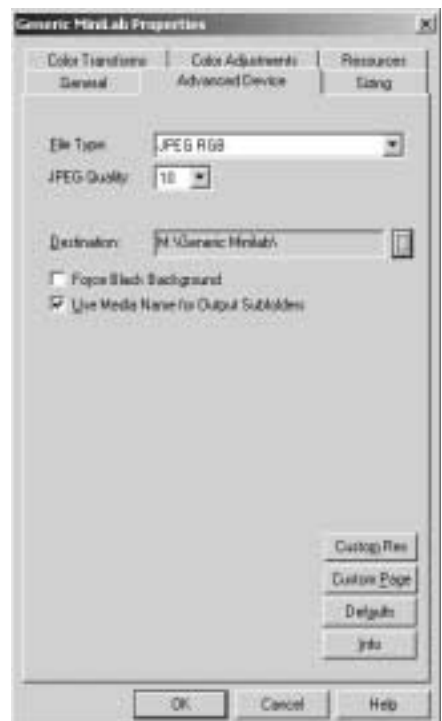 Generic MiniLab Properties
Color Transforms Color Adjustments Resources
General Advanced Device Sizing
File Type: JPEG RGB
JPEG Quality: 10
Destination: M:\Generic Minilab\
Force Black Background
Use Media Name for Output Subfolders
Custom Res
Custom Page
Defaults
Info
OK Cancel Help